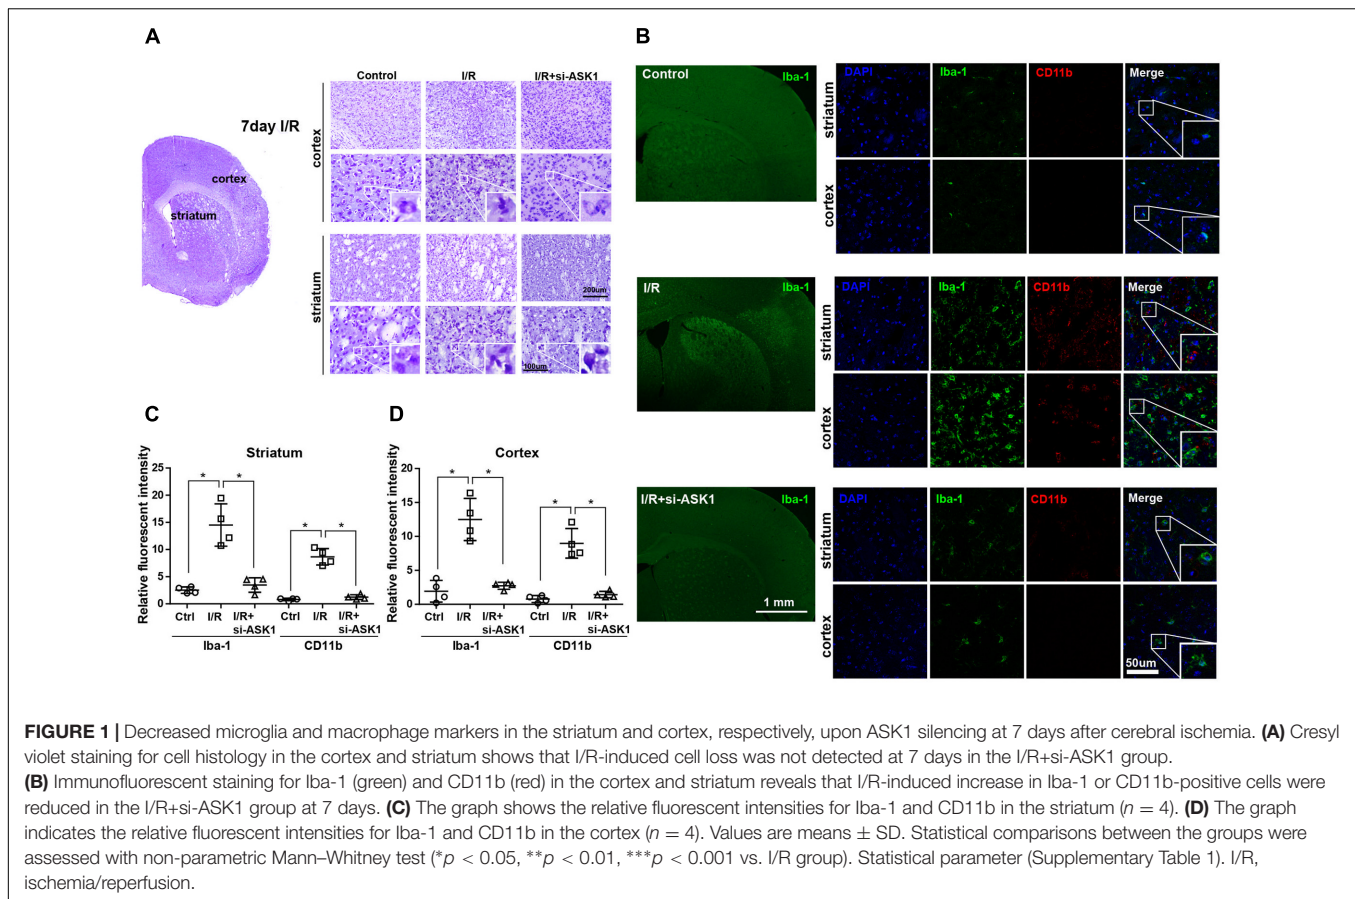 A
Control
I/R
I/R+si-ASK1
7day I/R
cortex
cortex
striatum
striatum
200um
100um
B
Control
Iba-1
striatum
cortex
DAPI
Iba-1
CD11b
Merge
I/R
Iba-1
striatum
cortex
DAPI
Iba-1
CD11b
Merge
I/R+si-ASK1
Iba-1
1 mm
striatum
cortex
DAPI
Iba-1
CD11b
Merge
50um
C
Striatum
Relative fluorescent intensity
25
20
15
10
5
0
* * * *
Ctrl I/R I/R+ si-ASK1 Ctrl I/R I/R+ si-ASK1
Iba-1 CD11b
D
Cortex
Relative fluorescent intensity
20
15
10
5
0
* * * *
Ctrl I/R I/R+ si-ASK1 Ctrl I/R I/R+ si-ASK1
Iba-1 CD11b
FIGURE 1 | Decreased microglia and macrophage markers in the striatum and cortex, respectively, upon ASK1 silencing at 7 days after cerebral ischemia. (A) Cresyl
violet staining for cell histology in the cortex and striatum shows that I/R-induced cell loss was not detected at 7 days in the I/R+si-ASK1 group.
(B) Immunofluorescent staining for Iba-1 (green) and CD11b (red) in the cortex and striatum reveals that I/R-induced increase in Iba-1 or CD11b-positive cells were
reduced in the I/R+si-ASK1 group at 7 days. (C) The graph shows the relative fluorescent intensities for Iba-1 and CD11b in the striatum (n = 4). (D) The graph
indicates the relative fluorescent intensities for Iba-1 and CD11b in the cortex (n = 4). Values are means ± SD. Statistical comparisons between the groups were
assessed with non-parametric Mann–Whitney test (*p < 0.05, **p < 0.01, ***p < 0.001 vs. I/R group). Statistical parameter (Supplementary Table 1). I/R,
ischemia/reperfusion.